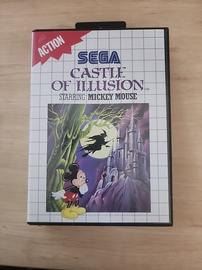 ACTION
SEGA
CASTLE
OF ILLUSION
STARRING MICKEY MOUSE